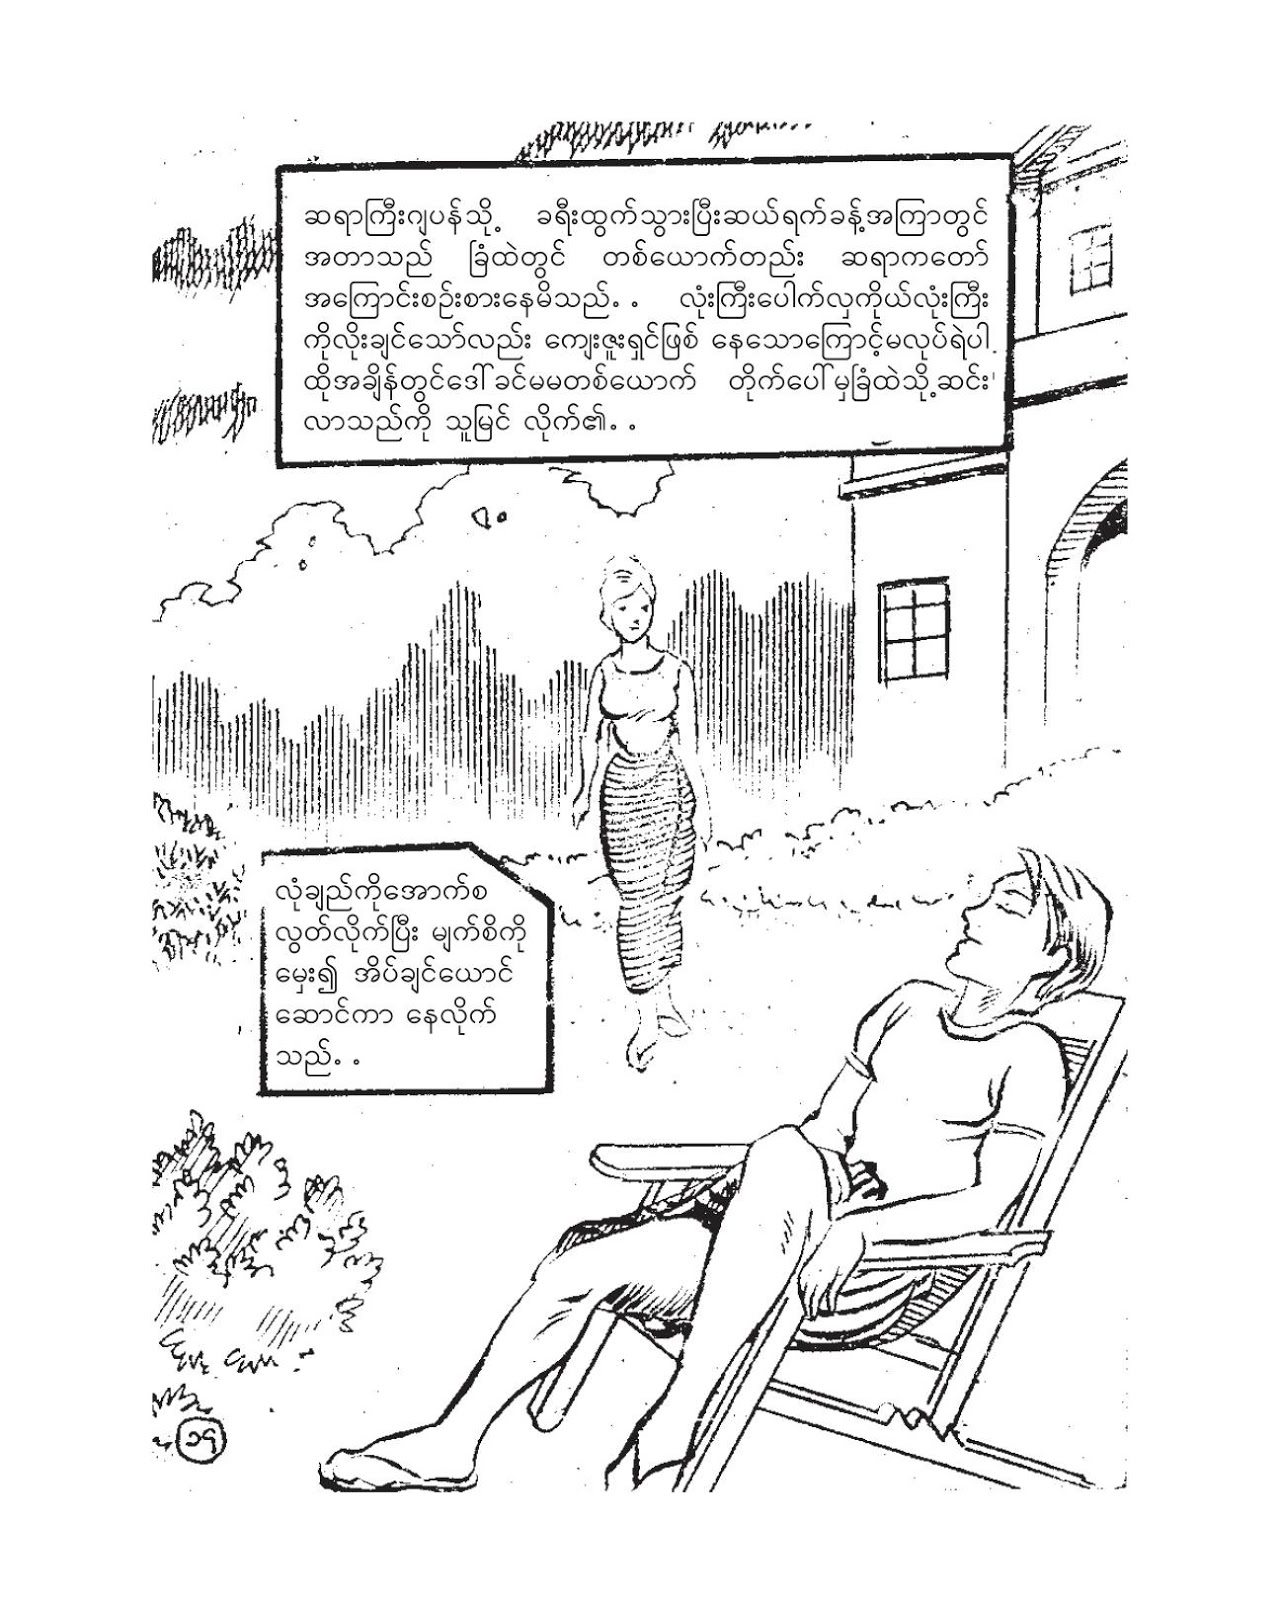 ဆရာကြီးဂျပန်သို့ ခရီးထွက်သွားပြီးဆယ်ရက်ခန့်အကြာတွင်
အတာသည် ခြံထဲတွင် တစ်ယောက်တည်း ဆရာကတော်
အကြောင်းစဉ်းစားနေမိသည်. . လုံးကြီးပေါက်လှကိုယ်လုံးကြီး
ကိုလိုးချင်သော်လည်း ကျေးဇူးရှင်ဖြစ် နေသောကြောင့်မလုပ်ရဲပါ.
ထိုအချိန်တွင်ဒေါ်ခင်မမတစ်ယောက် တိုက်ပေါ်မှခြံထဲသို့ဆင်း
လာသည်ကို သူမြင် လိုက်၏. .
လုံချည်ကိုအောက်စ
လွတ်လိုက်ပြီး မျက်စိကို
မှေး၍ အိပ်ချင်ယောင်
ဆောင်ကာ နေလိုက်
သည်. .
၁၇